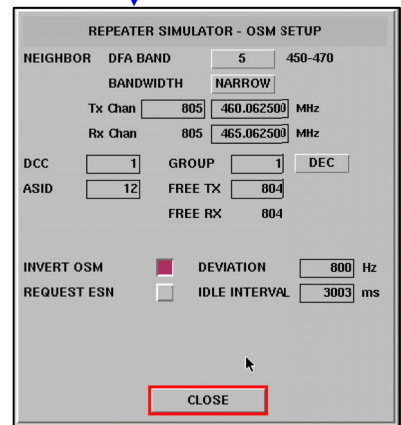 REPEATER SIMULATOR - OSM SETUP
NEIGHBOR DFA BAND 5 450-470
BANDWIDTH NARROW
Tx Chan 805 460.062500 MHz
Rx Chan 805 465.062500 MHz
DCC 1 GROUP 1 DEC
ASID 12 FREE TX 804
FREE RX 804
INVERT OSM DEVIATION 800 Hz
REQUEST ESN IDLE INTERVAL 3003 ms
CLOSE